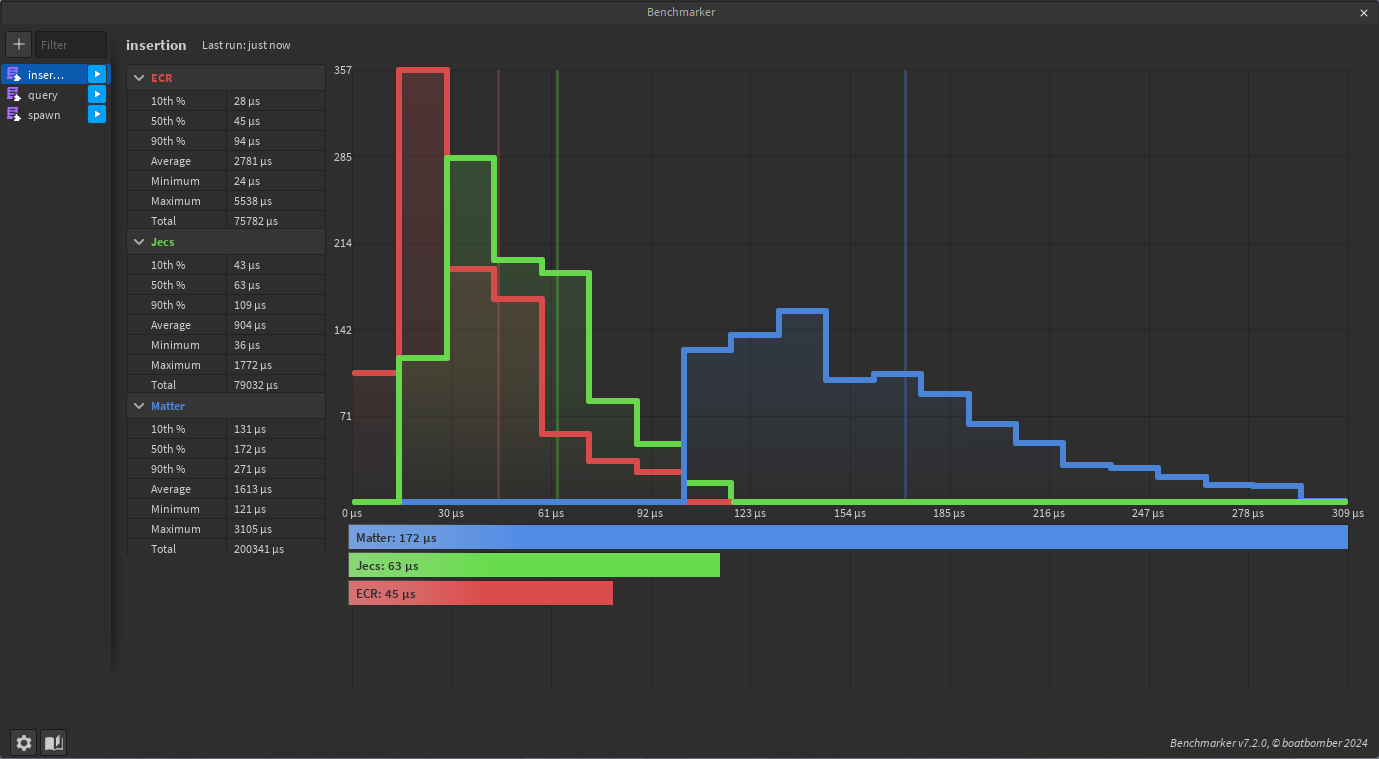 Benchmarker
Filter
inser...
query
spawn
insertion Last run: just now
ECR
10th % 28 µs
50th % 45 µs
90th % 94 µs
Average 2781 µs
Minimum 24 µs
Maximum 5538 µs
Total 75782 µs
Jecs
10th % 43 µs
50th % 63 µs
90th % 109 µs
Average 904 µs
Minimum 36 µs
Maximum 1772 µs
Total 79032 µs
Matter
10th % 131 µs
50th % 172 µs
90th % 271 µs
Average 1613 µs
Minimum 121 µs
Maximum 3105 µs
Total 200341 µs
357
285
214
142
71
0 µs 30 µs 61 µs 92 µs 123 µs 154 µs 185 µs 216 µs 247 µs 278 µs 309 µs
Matter: 172 µs
Jecs: 63 µs
ECR: 45 µs
Benchmarker v7.2.0, © boatbomber 2024